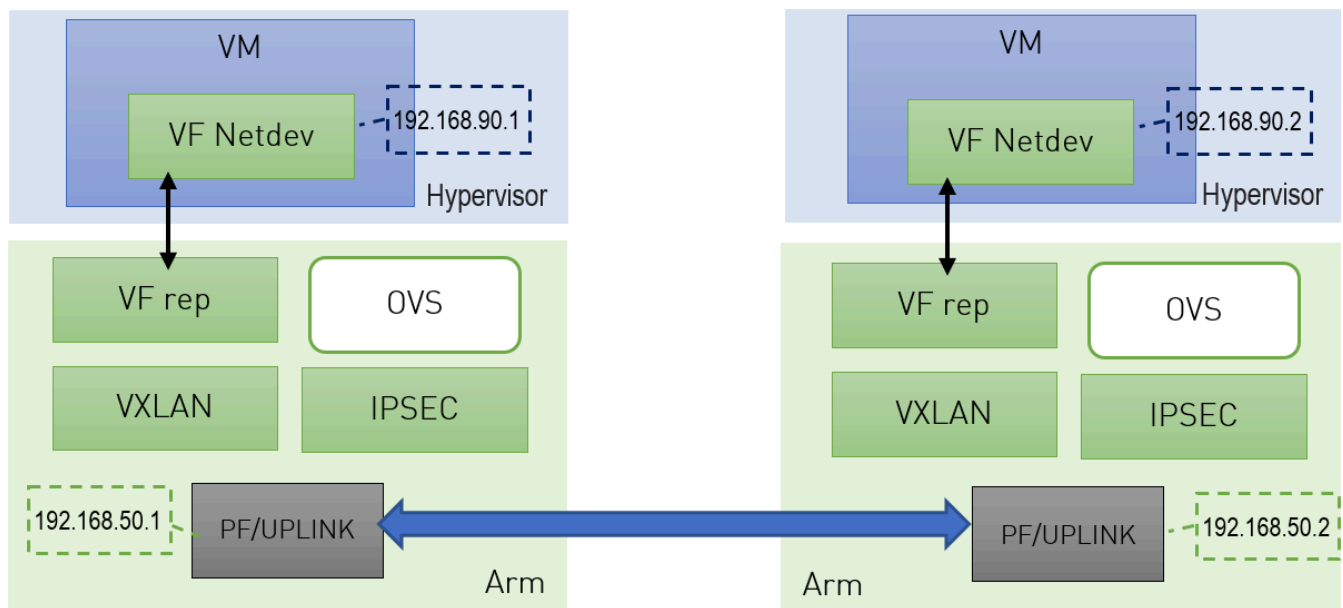 VM
VF Netdev
192.168.90.1
Hypervisor
VF rep
OVS
VXLAN
IPSEC
192.168.50.1
PF/UPLINK
Arm
VM
VF Netdev
192.168.90.2
Hypervisor
VF rep
OVS
VXLAN
IPSEC
PF/UPLINK
192.168.50.2
Arm